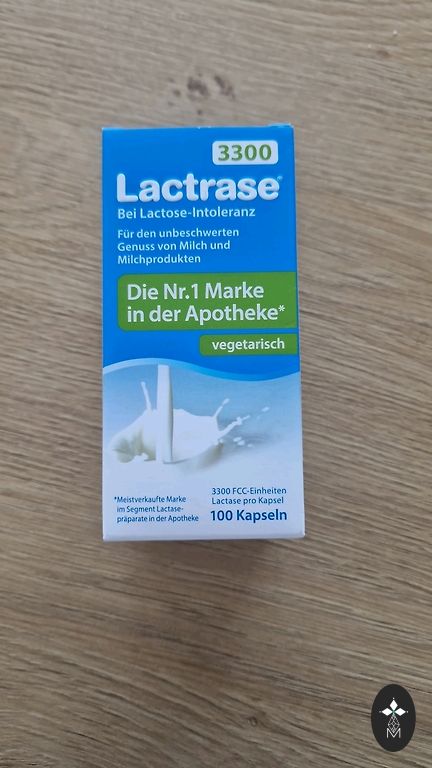 3300
Lactrase®
Bei Lactose-Intoleranz
Für den unbeschwerten
Genuss von Milch und
Milchprodukten
Die Nr.1 Marke
in der Apotheke*
vegetarisch
*Meistverkaufte Marke
im Segment Lactase-
präparate in der Apotheke
3300 FCC-Einheiten
Lactase pro Kapsel
100 Kapseln
M